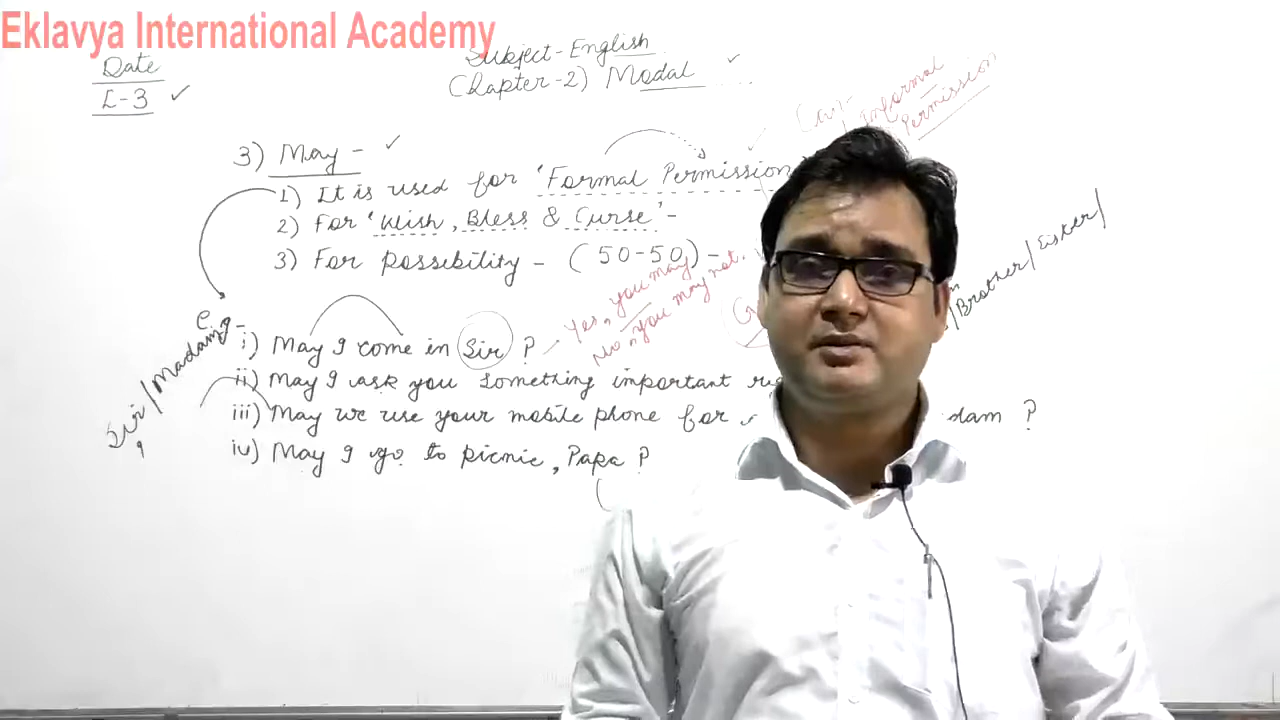 Eklavya International Academy
Subject-English
Date
Chapter-2) Modal
L-3
Informal
Permission
3) May -
1) It is used for 'Formal Permission
2) For 'Wish, Bless & Curse' -
3) For possibility - (50-50) -
Yes, you may
No, you may not.
/Brother/Sister/
Sir/Madam
i) May I come in Sir ?
ii) May I ask you something important
iii) May we use your mobile phone for
dam ?
iv) May I go to picnic, Papa ?